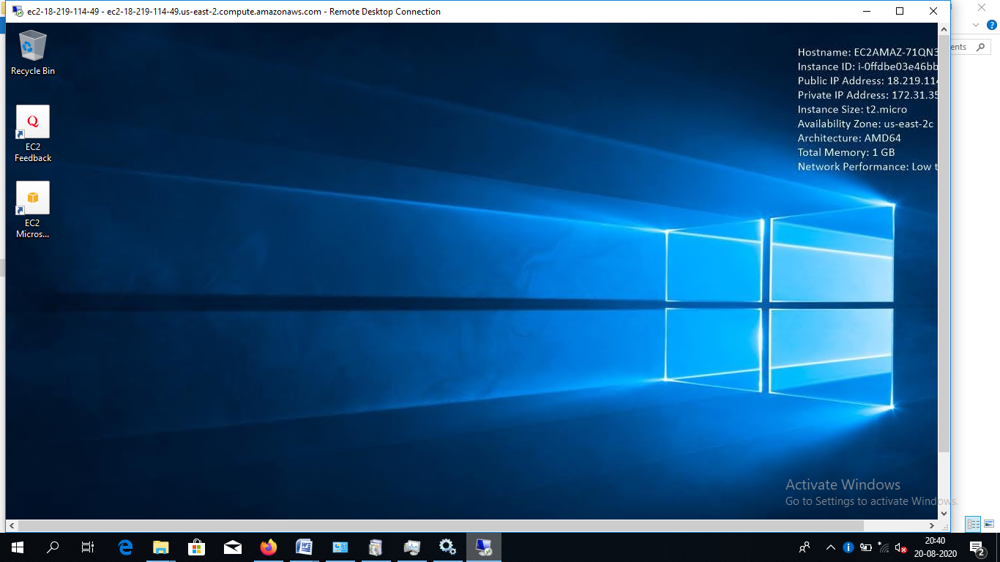 ec2-18-219-114-49 - ec2-18-219-114-49.us-east-2.compute.amazonaws.com - Remote Desktop Connection
ents
Recycle Bin
EC2
Feedback
EC2
Micros...
Hostname: EC2AMAZ-71QN3
Instance ID: i-0ffdbe03e46bb
Public IP Address: 18.219.114
Private IP Address: 172.31.35
Instance Size: t2.micro
Availability Zone: us-east-2c
Architecture: AMD64
Total Memory: 1 GB
Network Performance: Low t
Activate Windows
Go to Settings to activate Windows.
20:40
20-08-2020
2